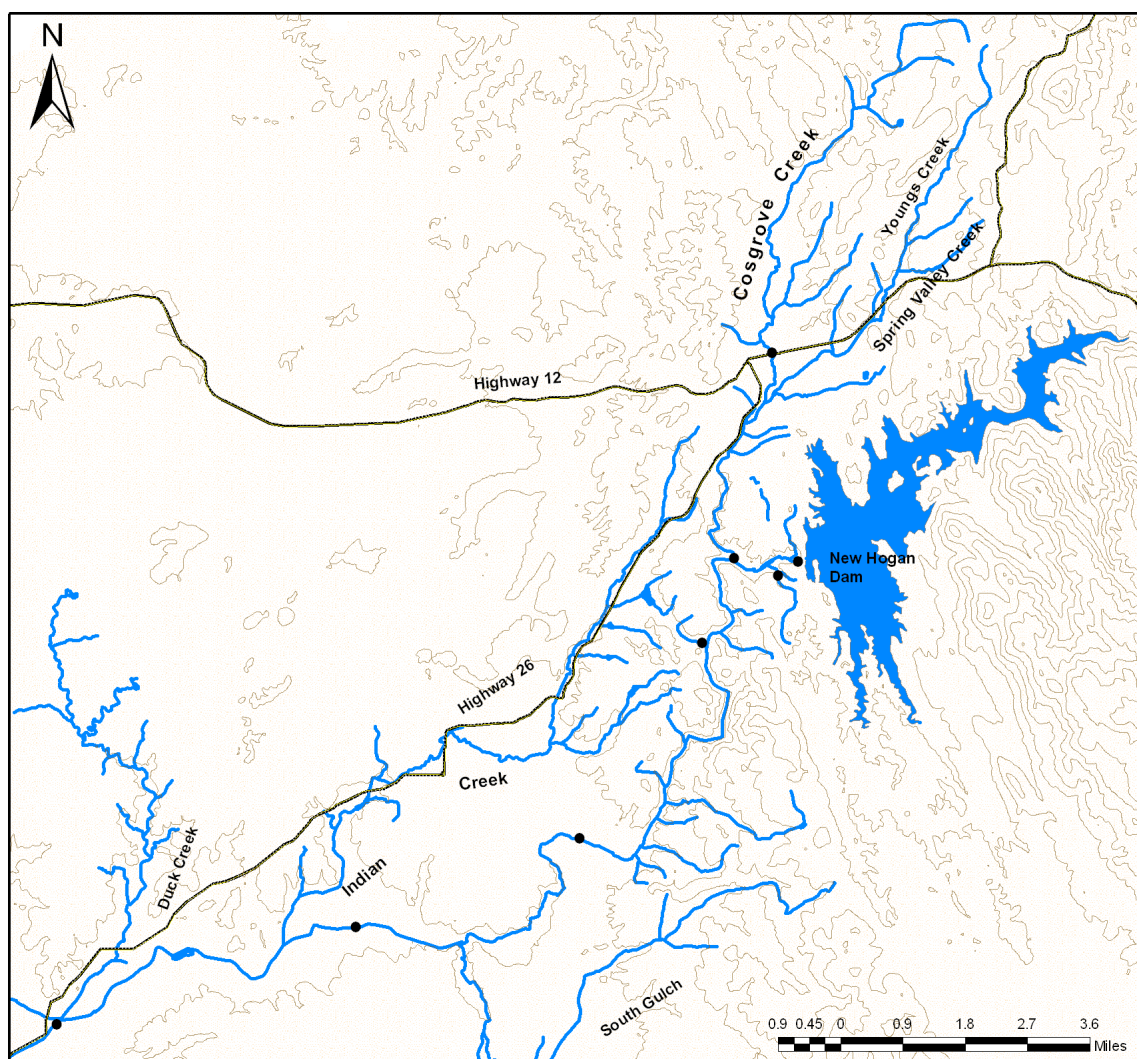 N
Cosgrove Creek
Youngs Creek
Spring Valley Creek
Highway 12
New Hogan
Dam
Highway 26
Creek
Duck Creek
Indian
South Gulch
0.9 0.45 0 0.9 1.8 2.7 3.6
Miles